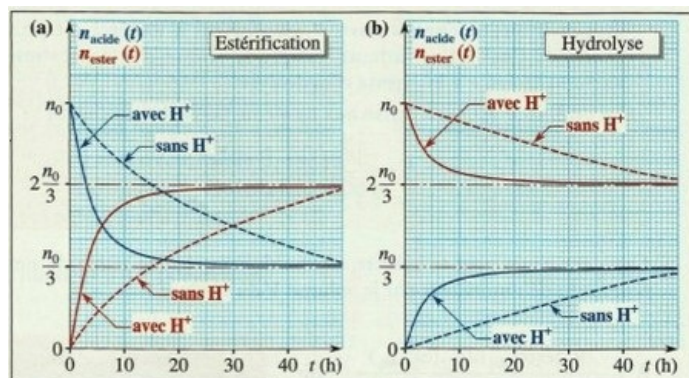 (a)
n_acide (t)
n_ester (t)
Estérification
n₀
avec H⁺
sans H⁺
2 n₀/3
n₀/3
sans H⁺
avec H⁺
0
0 10 20 30 40 t (h)
(b)
n_acide (t)
n_ester (t)
Hydrolyse
n₀
avec H⁺
sans H⁺
2 n₀/3
n₀/3
sans H⁺
avec H⁺
0
0 10 20 30 40 t (h)